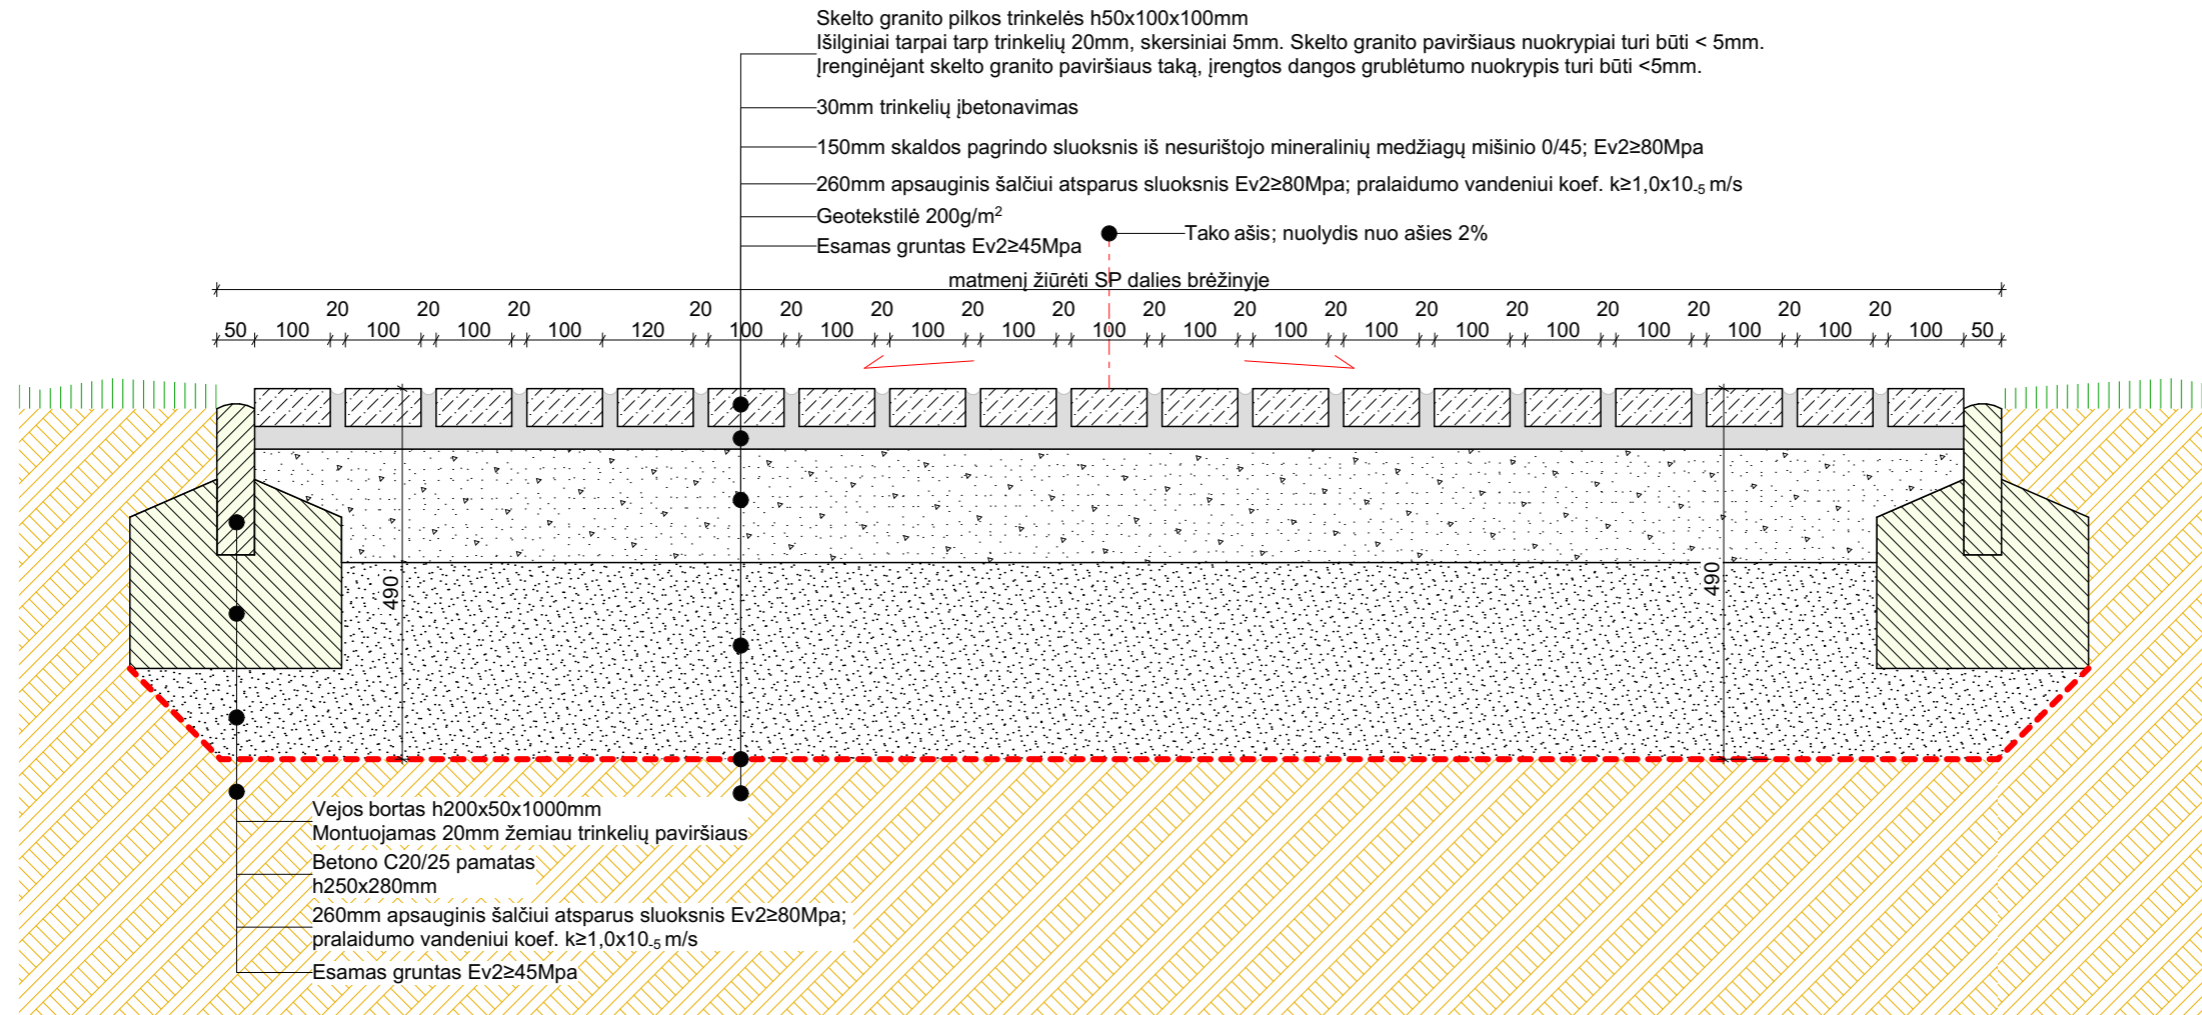 Skelto granito pilkos trinkelės h50x100x100mm
Išilginiai tarpai tarp trinkelių 20mm, skersiniai 5mm. Skelto granito paviršiaus nuokrypiai turi būti < 5mm.
Įrenginėjant skelto granito paviršiaus taką, įrengtos dangos grublėtumo nuokrypis turi būti <5mm.
30mm trinkelių įbetonavimas
150mm skaldos pagrindo sluoksnis iš nesurištojo mineralinių medžiagų mišinio 0/45; Ev2≥80Mpa
260mm apsauginis šalčiui atsparus sluoksnis Ev2≥80Mpa; pralaidumo vandeniui koef. k≥1,0x10-5 m/s
Geotekstilė 200g/m²
Tako ašis; nuolydis nuo ašies 2%
Esamas gruntas Ev2≥45Mpa
matmenį žiūrėti SP dalies brėžinyje
20 20 20 20 20 20 20 20 20 20 20 20 20 20 20 20 20
50 100 100 100 100 120 100 100 100 100 100 100 100 100 100 100 100 100 100 100 50
490 490
Vejos bortas h200x50x1000mm
Montuojamas 20mm žemiau trinkelių paviršiaus
Betono C20/25 pamatas
h250x280mm
260mm apsauginis šalčiui atsparus sluoksnis Ev2≥80Mpa;
pralaidumo vandeniui koef. k≥1,0x10-5 m/s
Esamas gruntas Ev2≥45Mpa